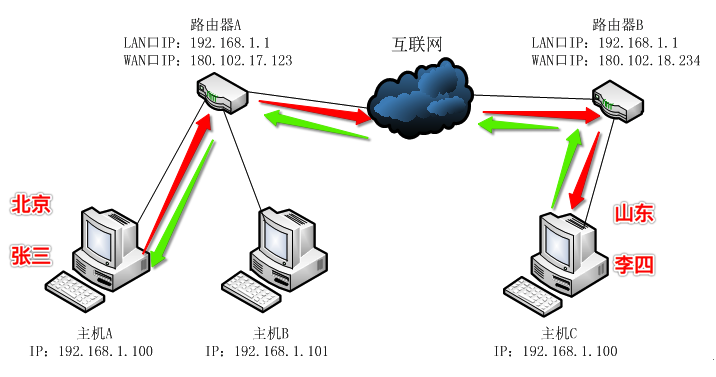 路由器A
LAN口IP：192.168.1.1
WAN口IP：180.102.17.123
互联网
路由器B
LAN口IP：192.168.1.1
WAN口IP：180.102.18.234
北京
张三
山东
李四
主机A
IP：192.168.1.100
主机B
IP：192.168.1.101
主机C
IP：192.168.1.100